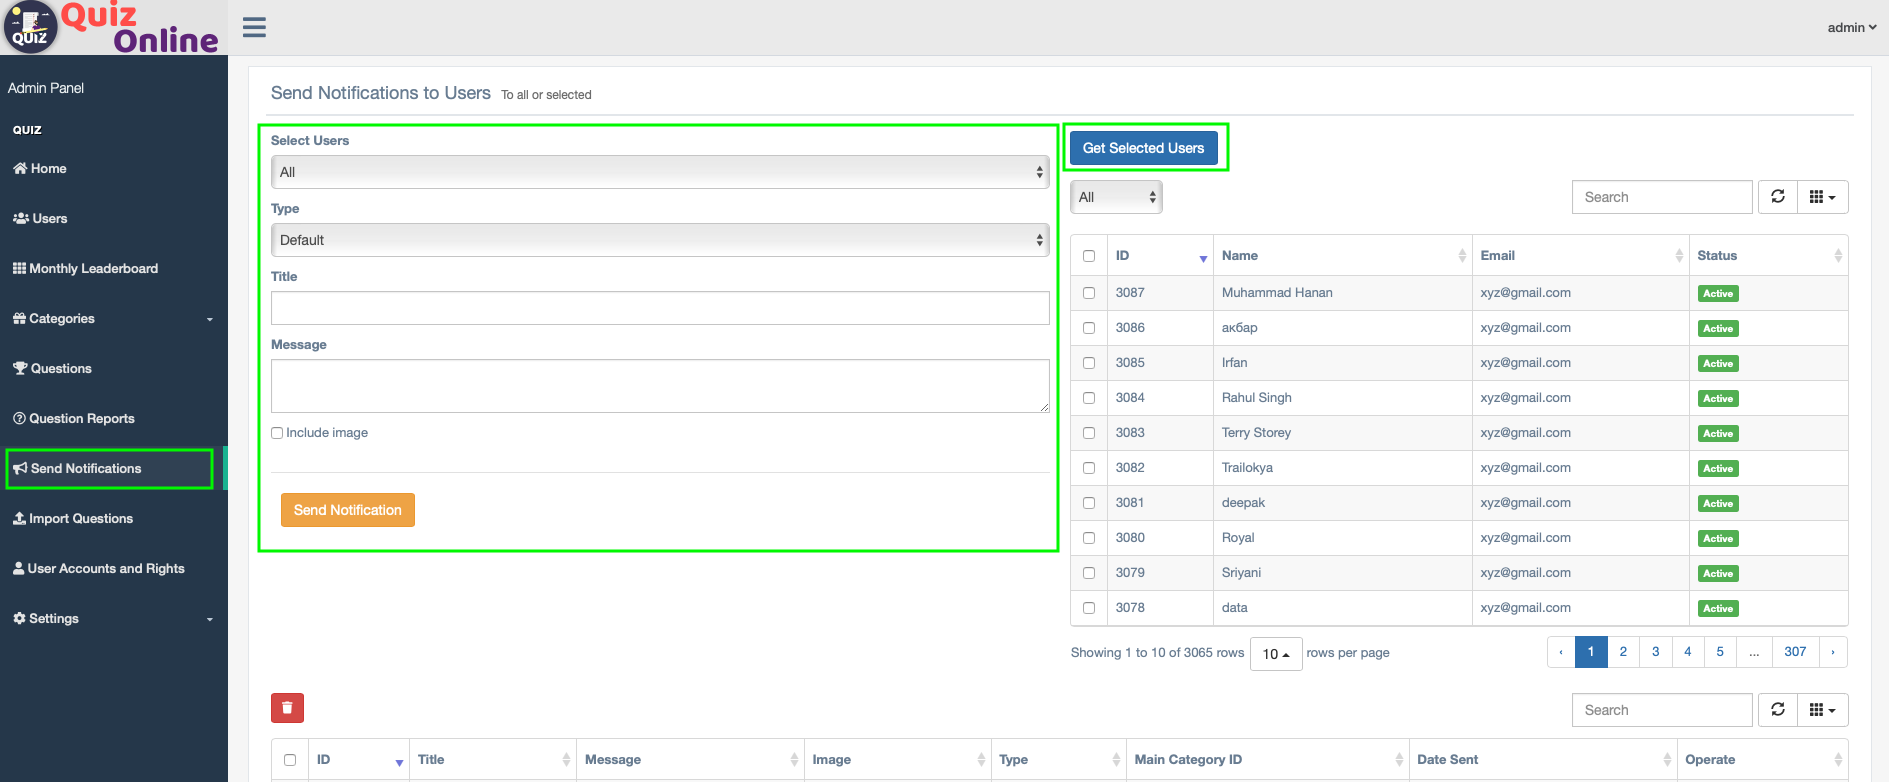 QUIZ
Quiz
Online
admin
Admin Panel
QUIZ
Home
Users
Monthly Leaderboard
Categories
Questions
Question Reports
Send Notifications
Import Questions
User Accounts and Rights
Settings
Send Notifications to Users To all or selected
Select Users
All
Type
Default
Title
Message
Include image
Send Notification
Get Selected Users
All
Search
ID Name Email Status
3087 Muhammad Hanan xyz@gmail.com Active
3086 акбар xyz@gmail.com Active
3085 Irfan xyz@gmail.com Active
3084 Rahul Singh xyz@gmail.com Active
3083 Terry Storey xyz@gmail.com Active
3082 Trailokya xyz@gmail.com Active
3081 deepak xyz@gmail.com Active
3080 Royal xyz@gmail.com Active
3079 Sriyani xyz@gmail.com Active
3078 data xyz@gmail.com Active
Showing 1 to 10 of 3065 rows 10 rows per page
‹ 1 2 3 4 5 ... 307 ›
Search
ID Title Message Image Type Main Category ID Date Sent Operate